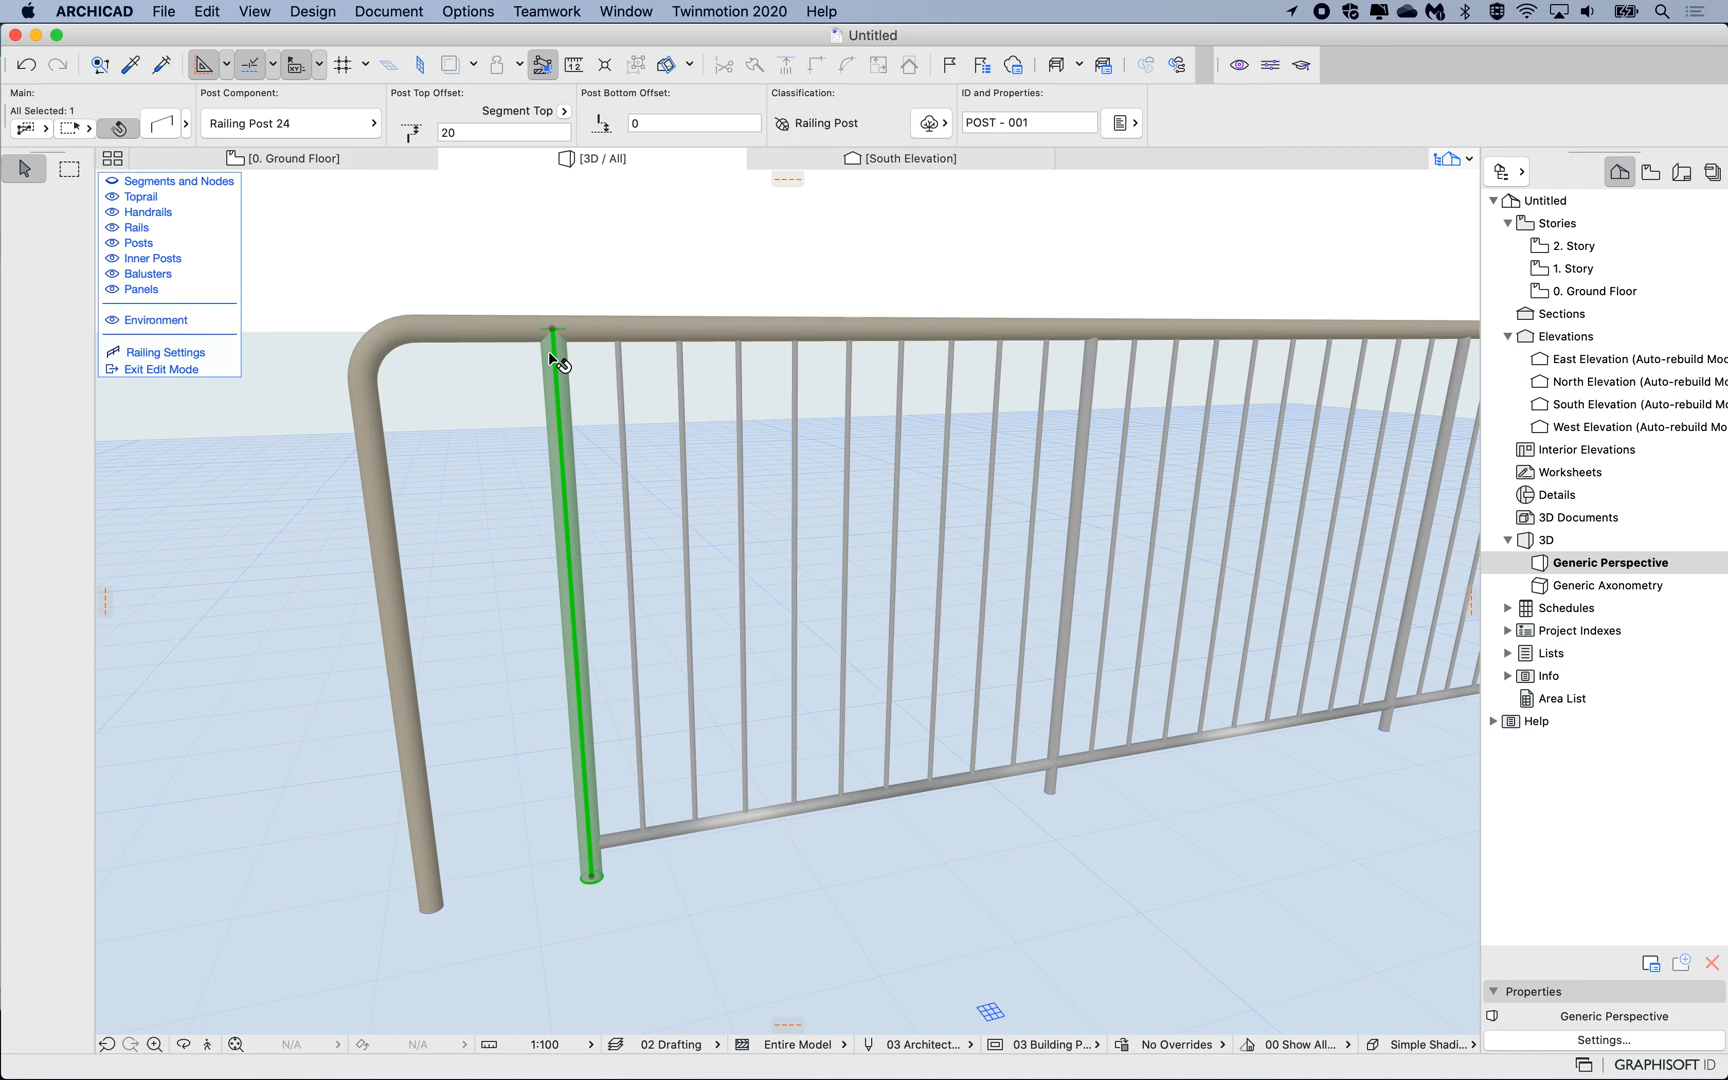 ARCHICAD File Edit View Design Document Options Teamwork Window Twinmotion 2020 Help
Untitled
Main:
All Selected: 1
Post Component:
Railing Post 24
Post Top Offset:
Segment Top
20
Post Bottom Offset:
0
Classification:
Railing Post
ID and Properties:
POST - 001
[0. Ground Floor]
[3D / All]
[South Elevation]
Segments and Nodes
Toprail
Handrails
Rails
Posts
Inner Posts
Balusters
Panels
Environment
Railing Settings
Exit Edit Mode
Untitled
Stories
2. Story
1. Story
0. Ground Floor
Sections
Elevations
East Elevation (Auto-rebuild Mod
North Elevation (Auto-rebuild Mo
South Elevation (Auto-rebuild Mo
West Elevation (Auto-rebuild Mo
Interior Elevations
Worksheets
Details
3D Documents
3D
Generic Perspective
Generic Axonometry
Schedules
Project Indexes
Lists
Info
Area List
Help
Properties
Generic Perspective
Settings...
N/A
N/A
1:100
02 Drafting
Entire Model
03 Architect...
03 Building P...
No Overrides
00 Show All...
Simple Shadi...
GRAPHISOFT ID